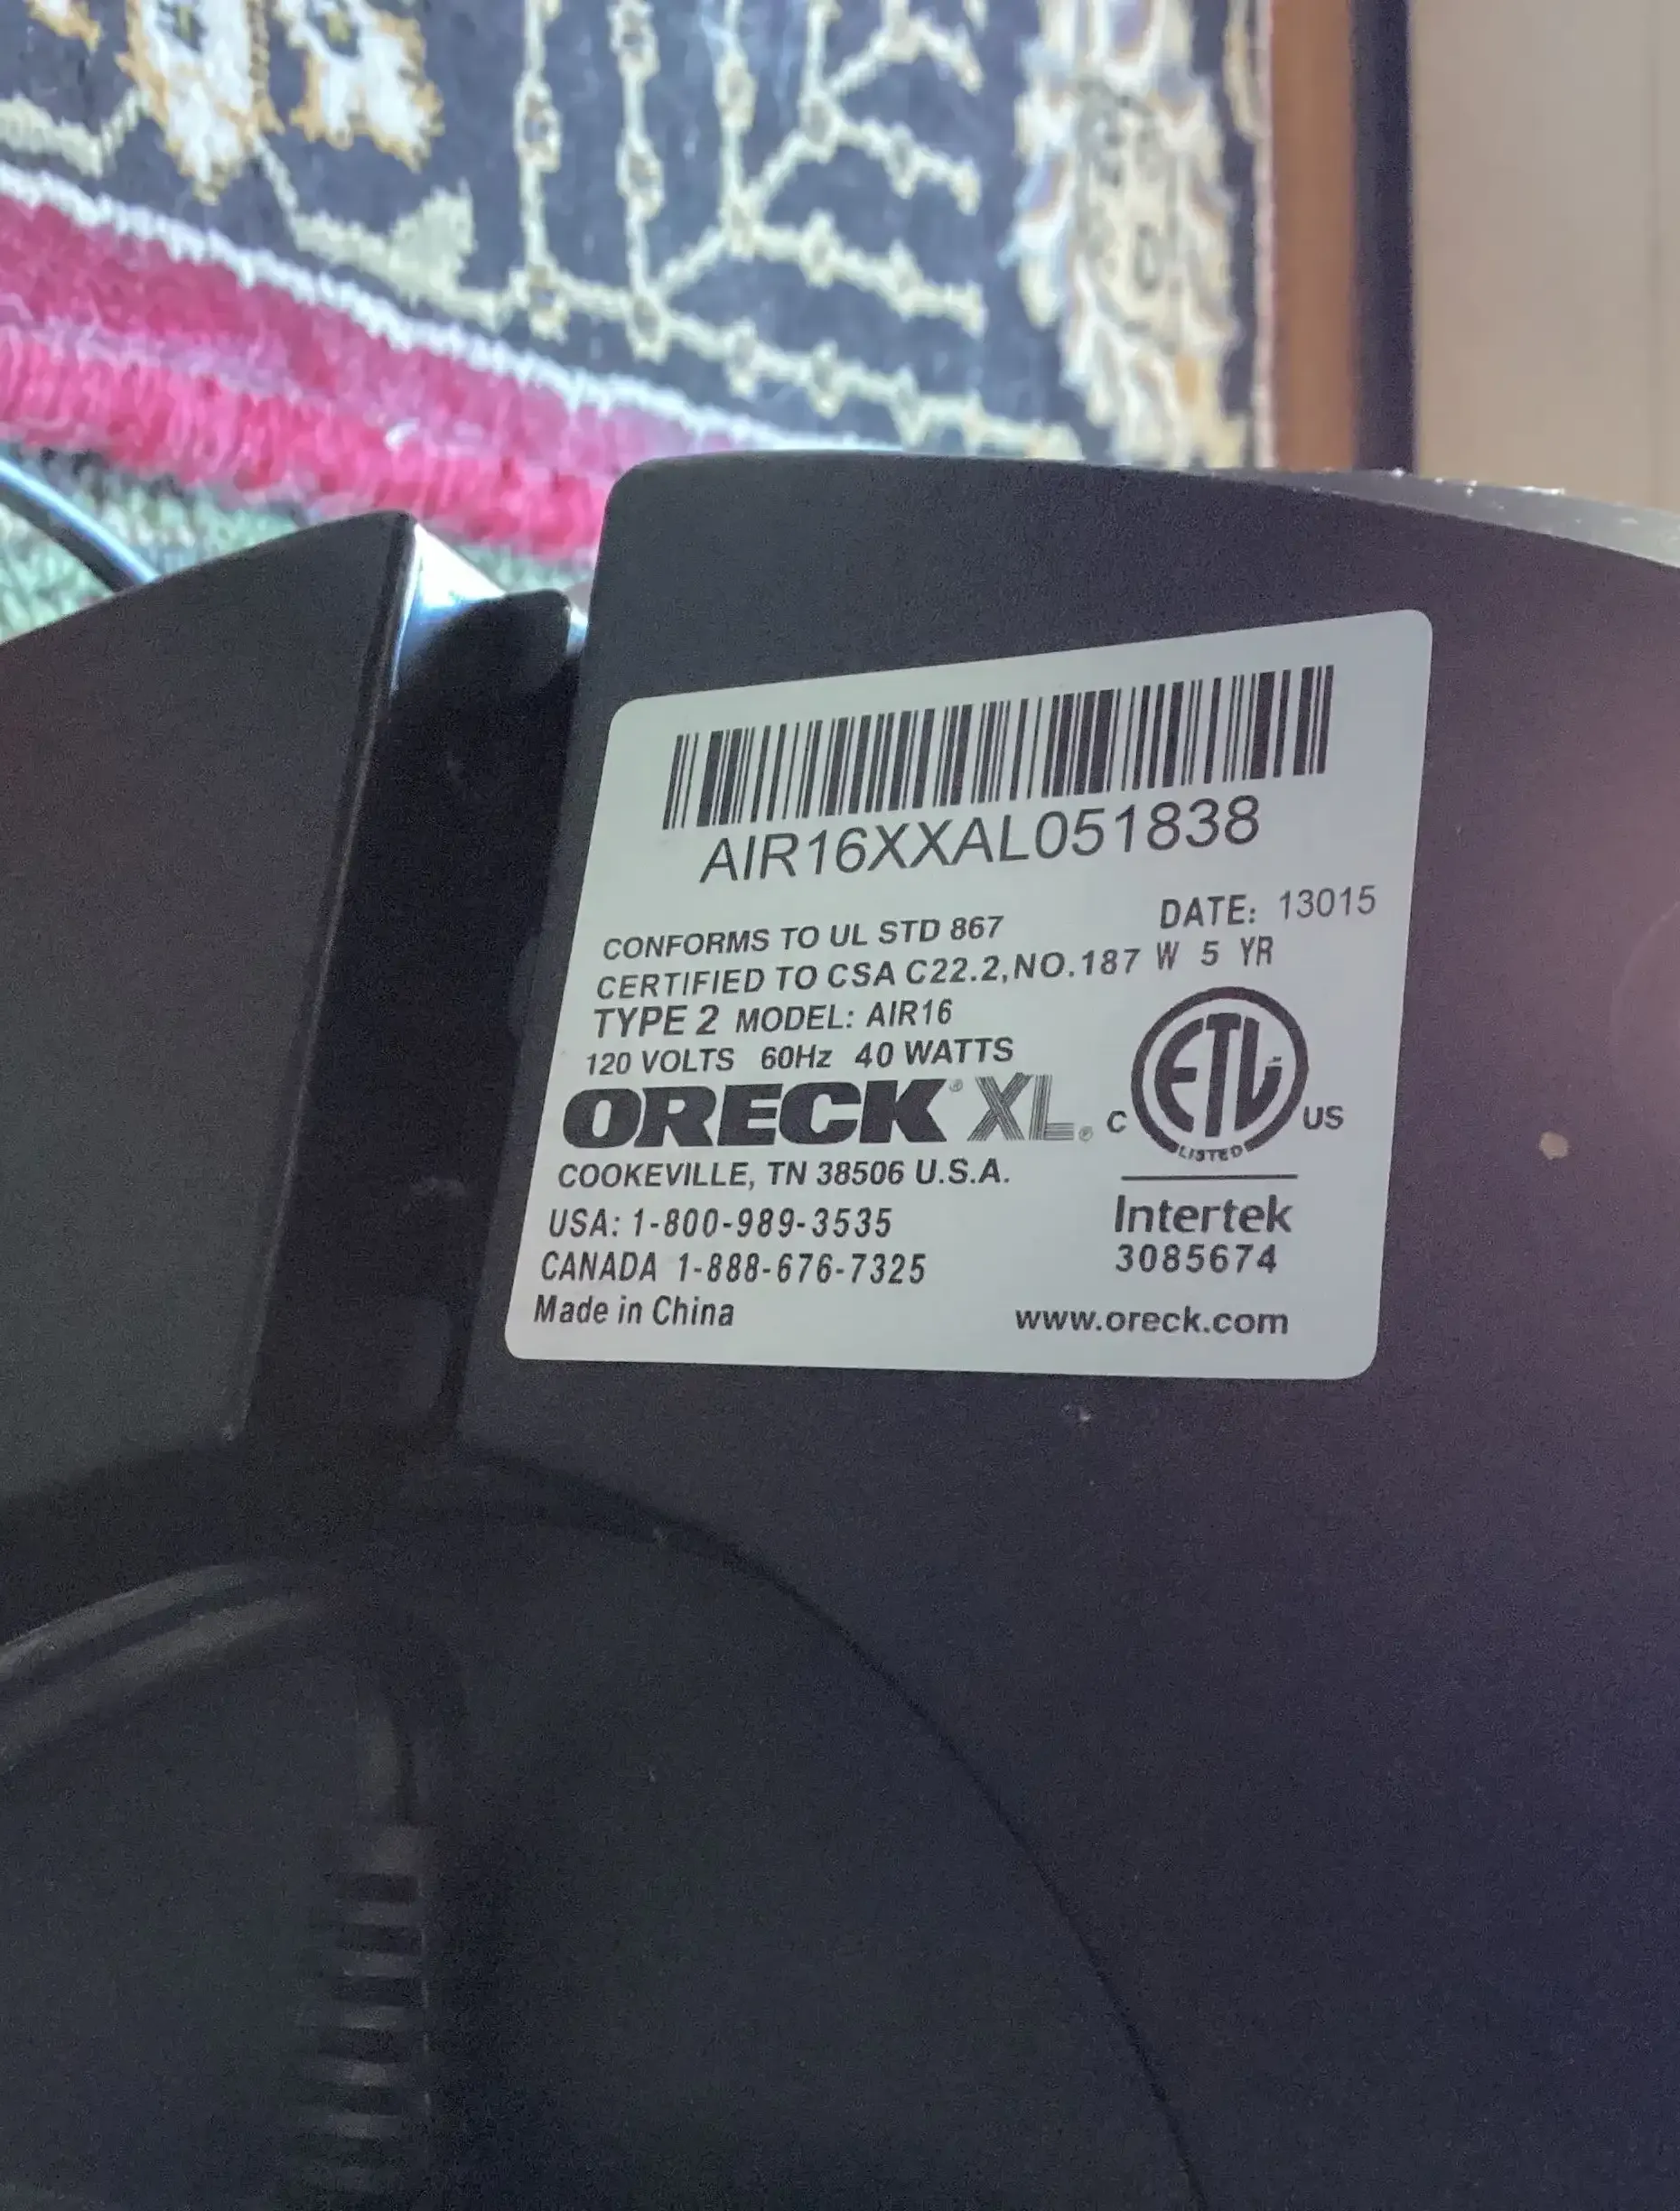 AIR16XXAL051838
DATE: 13015
CONFORMS TO UL STD 867
CERTIFIED TO CSA C22.2,NO.187 W 5 YR
TYPE 2 MODEL: AIR16
120 VOLTS 60Hz 40 WATTS
ORECK® XL®
C ETL US
LISTED
COOKEVILLE, TN 38506 U.S.A.
USA: 1-800-989-3535
CANADA 1-888-676-7325
Made in China
Intertek
3085674
www.oreck.com